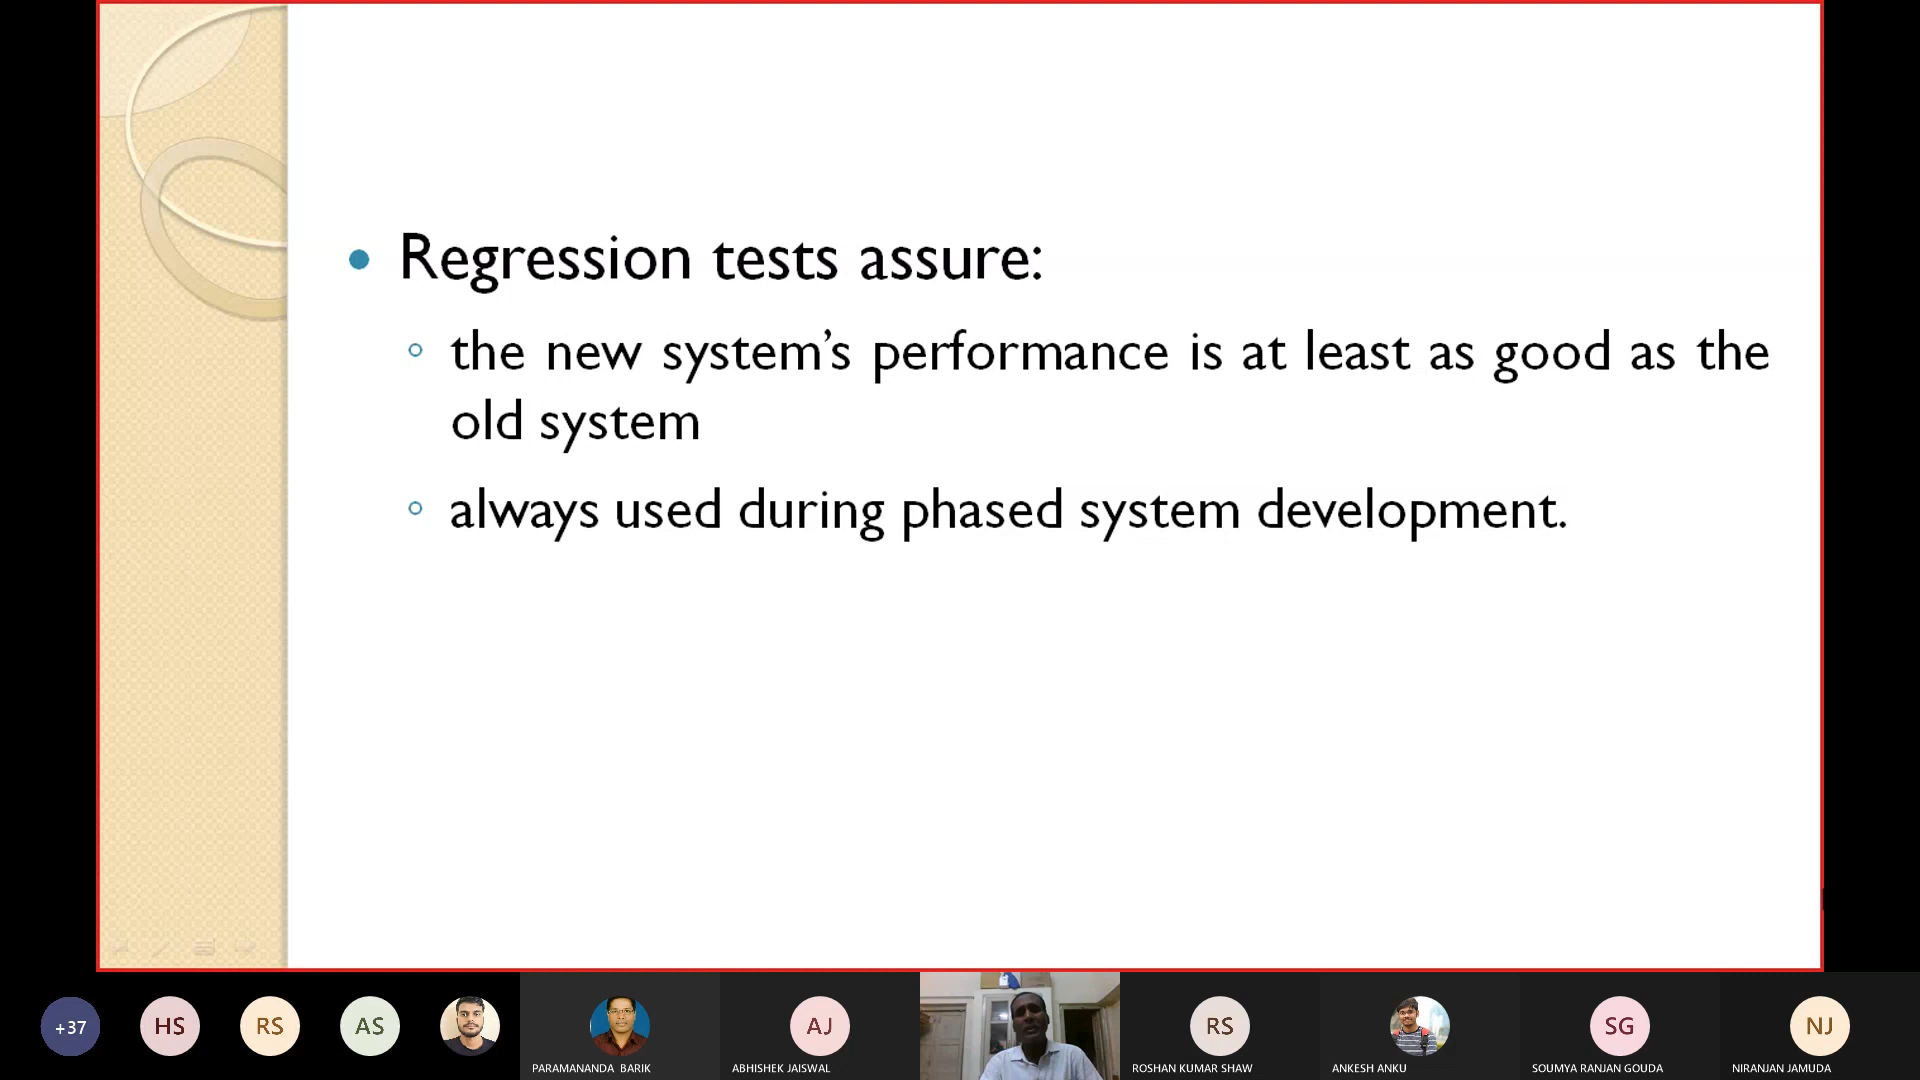 Regression tests assure:
the new system’s performance is at least as good as the
old system
always used during phased system development.
+37
HS
RS
AS
PARAMANANDA BARIK
AJ
ABHISHEK JAISWAL
RS
ROSHAN KUMAR SHAW
ANKESH ANKU
SG
SOUMYA RANJAN GOUDA
NJ
NIRANJAN JAMUDA